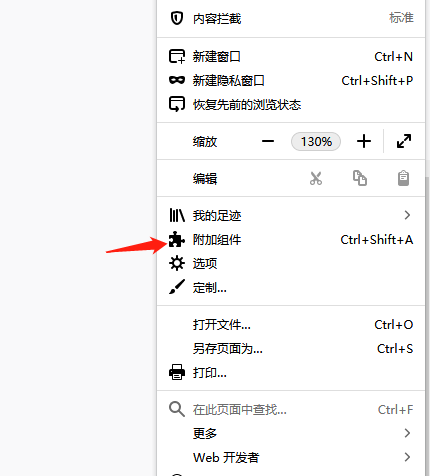 内容拦截 标准
新建窗口 Ctrl+N
新建隐私窗口 Ctrl+Shift+P
恢复先前的浏览状态
缩放 130%
编辑
我的足迹
附加组件 Ctrl+Shift+A
选项
定制...
打开文件... Ctrl+O
另存页面为... Ctrl+S
打印...
在此页面中查找... Ctrl+F
更多
Web 开发者